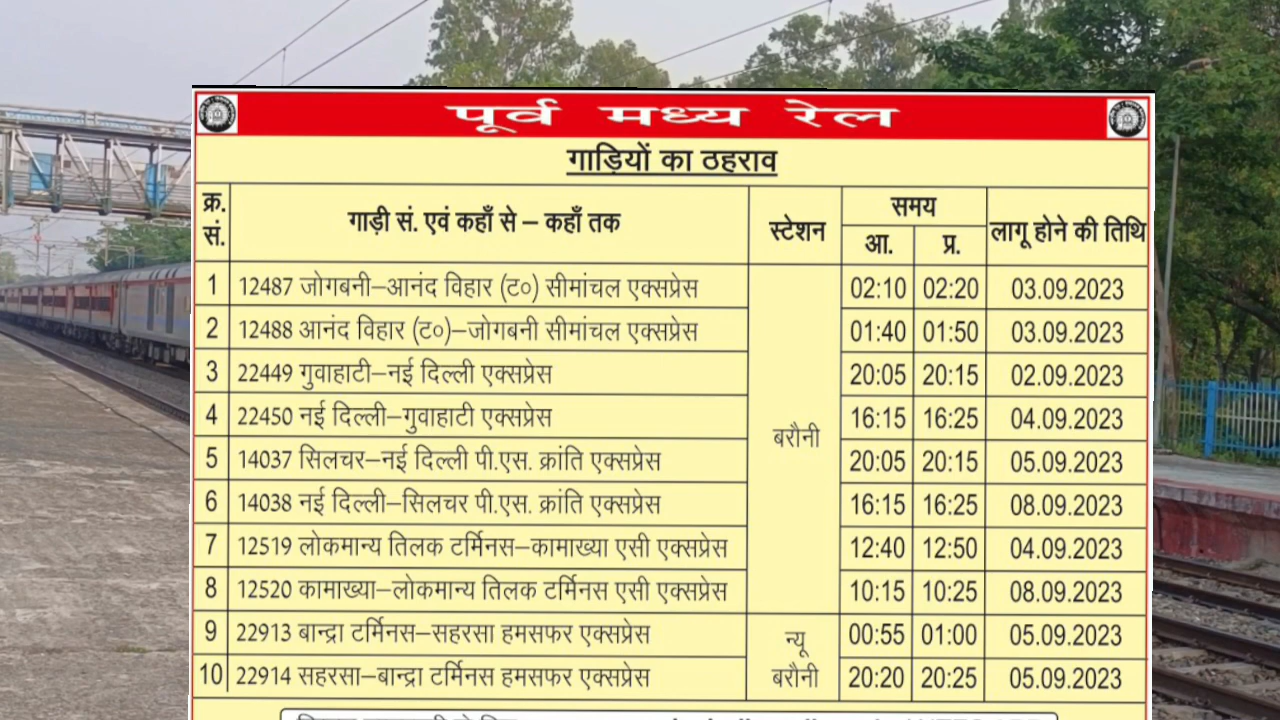 पूर्व मध्य रेल
गाड़ियों का ठहराव
क्र. सं. गाड़ी सं. एवं कहाँ से – कहाँ तक स्टेशन समय लागू होने की तिथि
आ. प्र.
1 12487 जोगबनी–आनंद विहार (ट०) सीमांचल एक्सप्रेस 02:10 02:20 03.09.2023
2 12488 आनंद विहार (ट०)–जोगबनी सीमांचल एक्सप्रेस 01:40 01:50 03.09.2023
3 22449 गुवाहाटी–नई दिल्ली एक्सप्रेस 20:05 20:15 02.09.2023
4 22450 नई दिल्ली–गुवाहाटी एक्सप्रेस 16:15 16:25 04.09.2023
बरौनी
5 14037 सिलचर–नई दिल्ली पी.एस. क्रांति एक्सप्रेस 20:05 20:15 05.09.2023
6 14038 नई दिल्ली–सिलचर पी.एस. क्रांति एक्सप्रेस 16:15 16:25 08.09.2023
7 12519 लोकमान्य तिलक टर्मिनस–कामाख्या एसी एक्सप्रेस 12:40 12:50 04.09.2023
8 12520 कामाख्या–लोकमान्य तिलक टर्मिनस एसी एक्सप्रेस 10:15 10:25 08.09.2023
9 22913 बान्द्रा टर्मिनस–सहरसा हमसफर एक्सप्रेस न्यू 00:55 01:00 05.09.2023
10 22914 सहरसा–बान्द्रा टर्मिनस हमसफर एक्सप्रेस बरौनी 20:20 20:25 05.09.2023